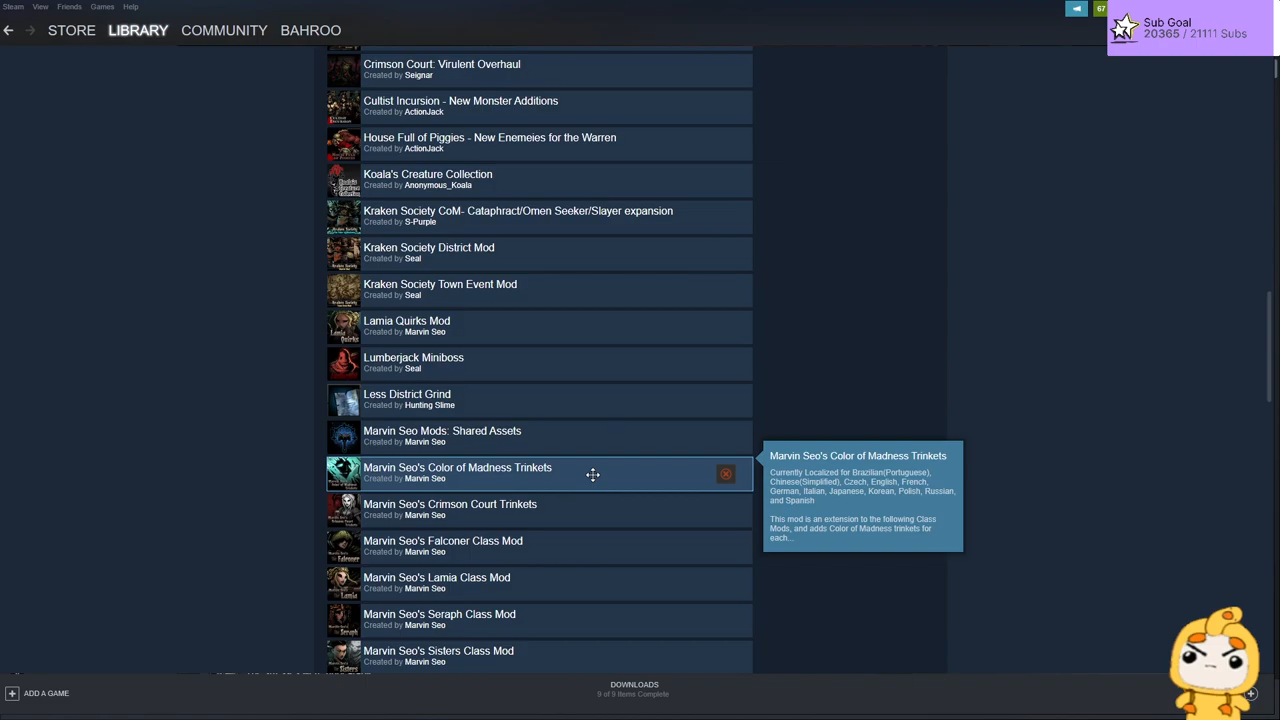 Steam View Friends Games Help
67
Sub Goal
20365 / 21111 Subs
STORE LIBRARY COMMUNITY BAHROO
Crimson Court: Virulent Overhaul
Created by Seignar
Cultist Incursion - New Monster Additions
Created by ActionJack
House Full of Piggies - New Enemeies for the Warren
Created by ActionJack
Koala's Creature Collection
Created by Anonymous_Koala
Kraken Society CoM- Cataphract/Omen Seeker/Slayer expansion
Created by S-Purple
Kraken Society District Mod
Created by Seal
Kraken Society Town Event Mod
Created by Seal
Lamia Quirks Mod
Created by Marvin Seo
Lumberjack Miniboss
Created by Seal
Less District Grind
Created by Hunting Slime
Marvin Seo Mods: Shared Assets
Created by Marvin Seo
Marvin Seo's Color of Madness Trinkets
Created by Marvin Seo
Marvin Seo's Crimson Court Trinkets
Created by Marvin Seo
Marvin Seo's Falconer Class Mod
Created by Marvin Seo
Marvin Seo's Lamia Class Mod
Created by Marvin Seo
Marvin Seo's Seraph Class Mod
Created by Marvin Seo
Marvin Seo's Sisters Class Mod
Created by Marvin Seo
Marvin Seo's Color of Madness Trinkets
Currently Localized for Brazilian(Portuguese),
Chinese(Simplified), Czech, English, French,
German, Italian, Japanese, Korean, Polish, Russian,
and Spanish
This mod is an extension to the following Class
Mods, and adds Color of Madness trinkets for
each...
ADD A GAME
DOWNLOADS
9 of 9 Items Complete